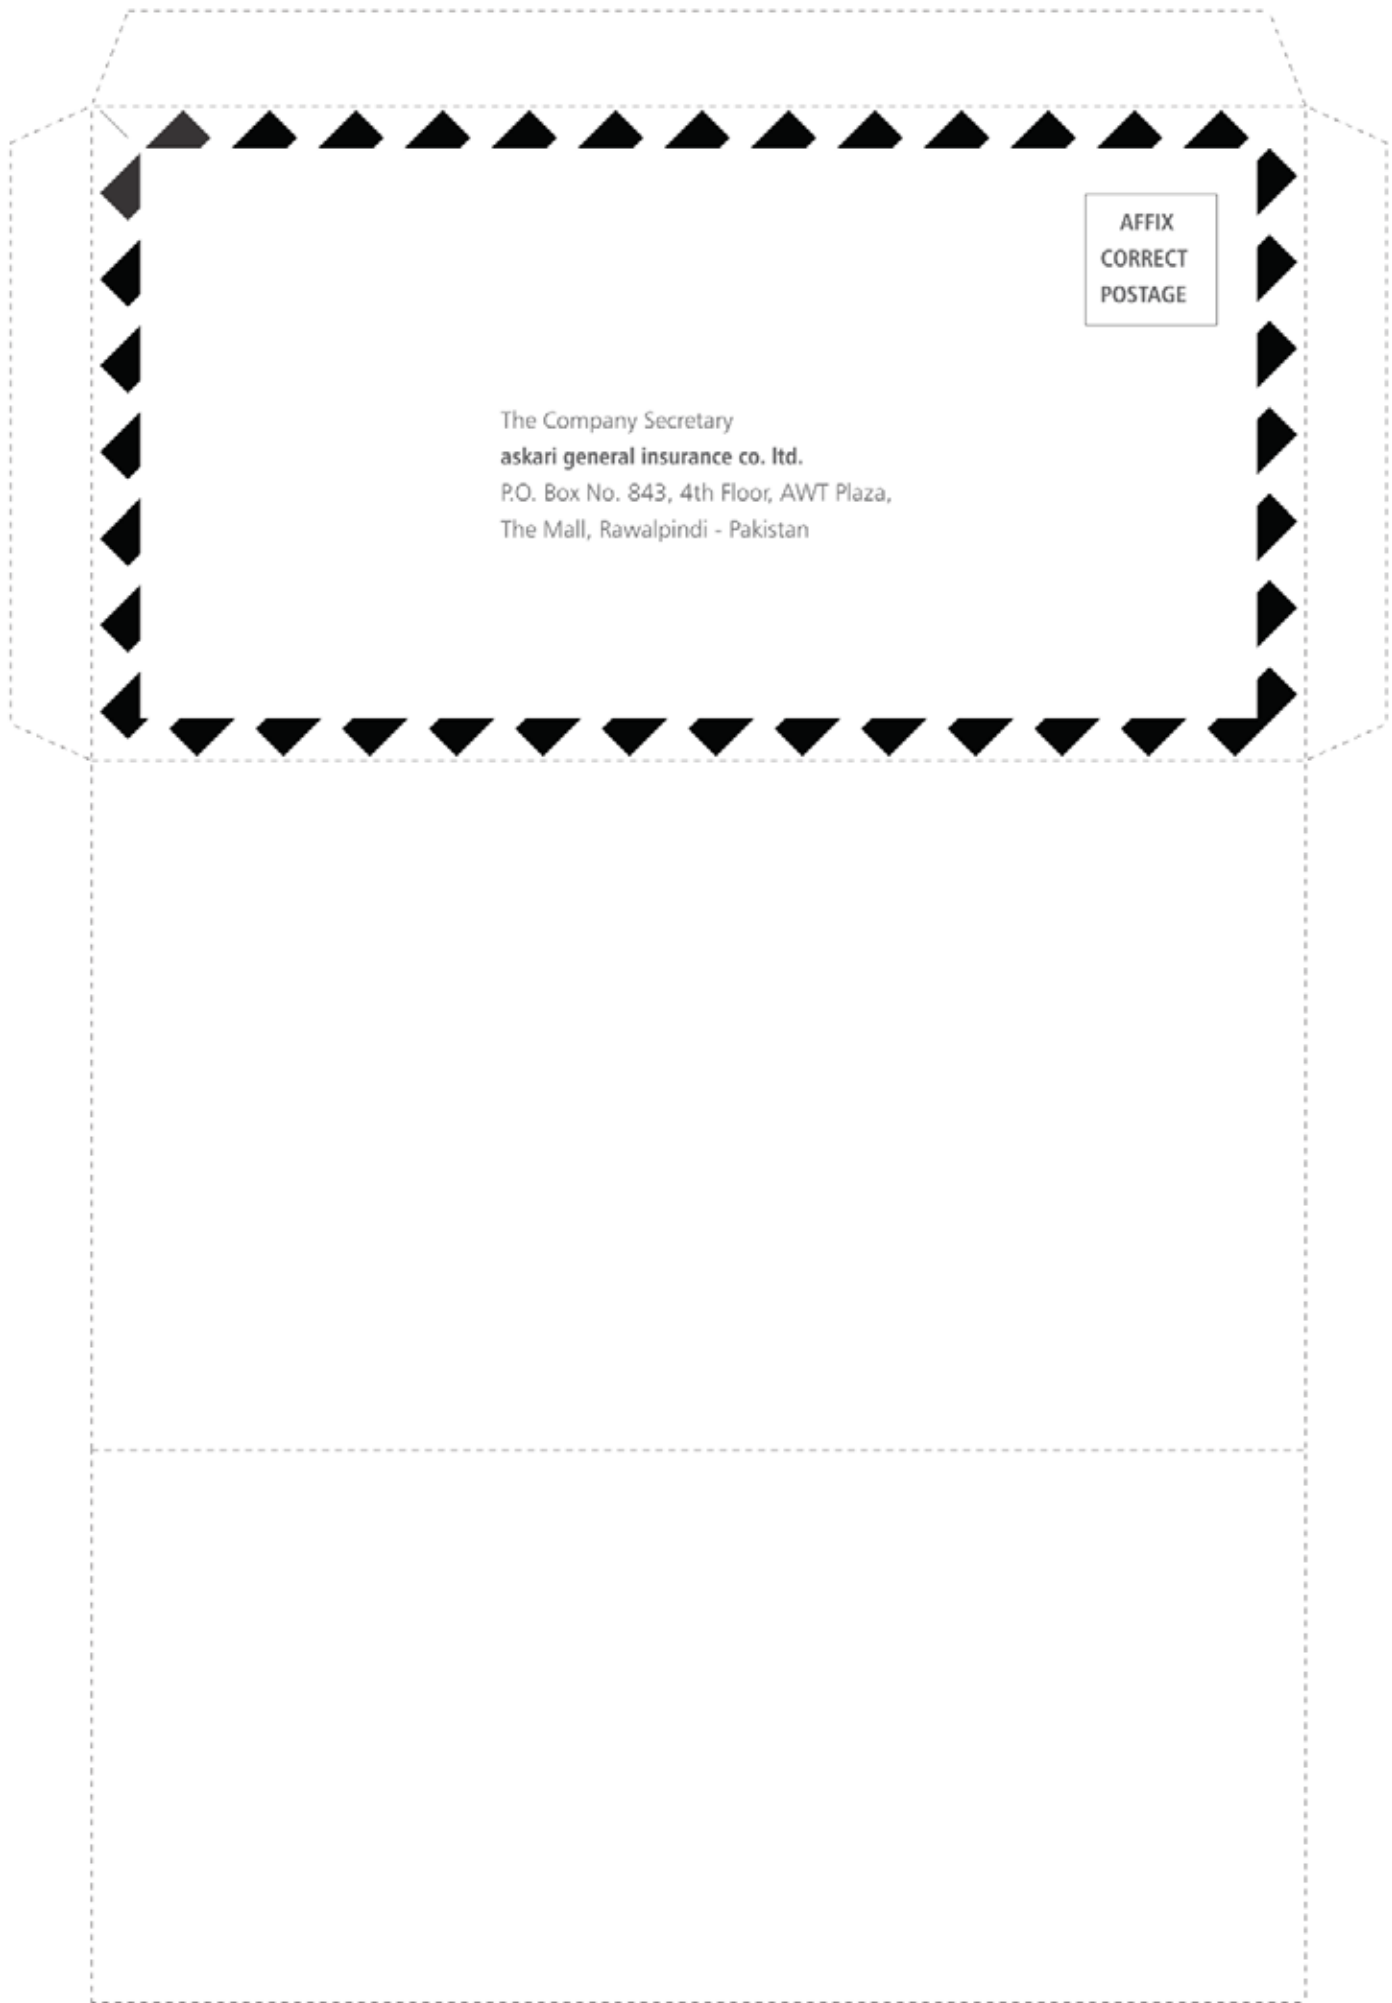 AFFIX
CORRECT
POSTAGE
The Company Secretary
askari general insurance co. ltd.
P.O. Box No. 843, 4th Floor, AWT Plaza,
The Mall, Rawalpindi - Pakistan